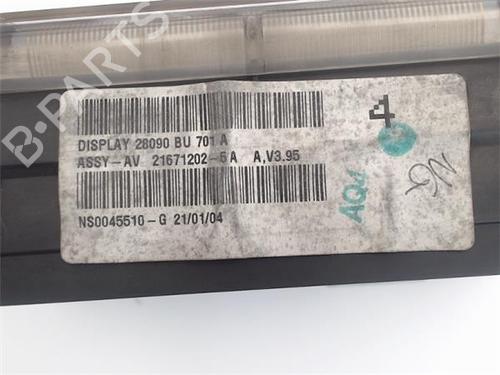 B-PARTS
DISPLAY 28090 BU 701 A
ASSY-AV 21671202-5A A,V3.95
NS0045510-G 21/01/04
4